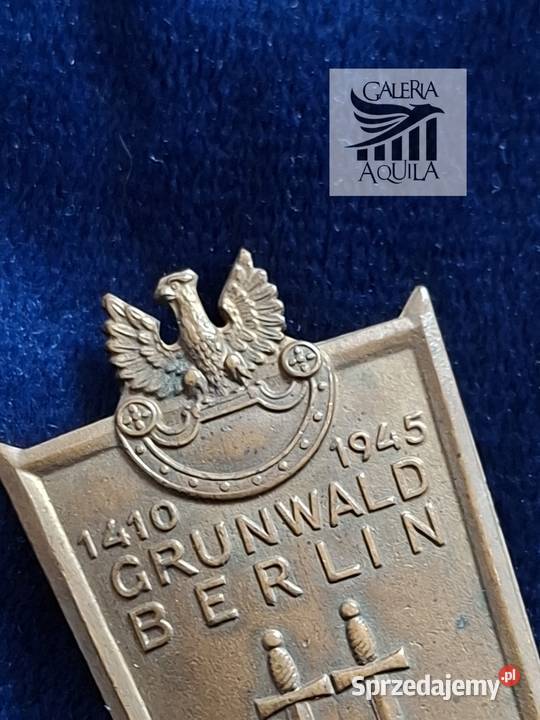 GALERIA
AQUILA
1410 1945
GRUNWALD
BERLIN
Sprzedajemy.pl